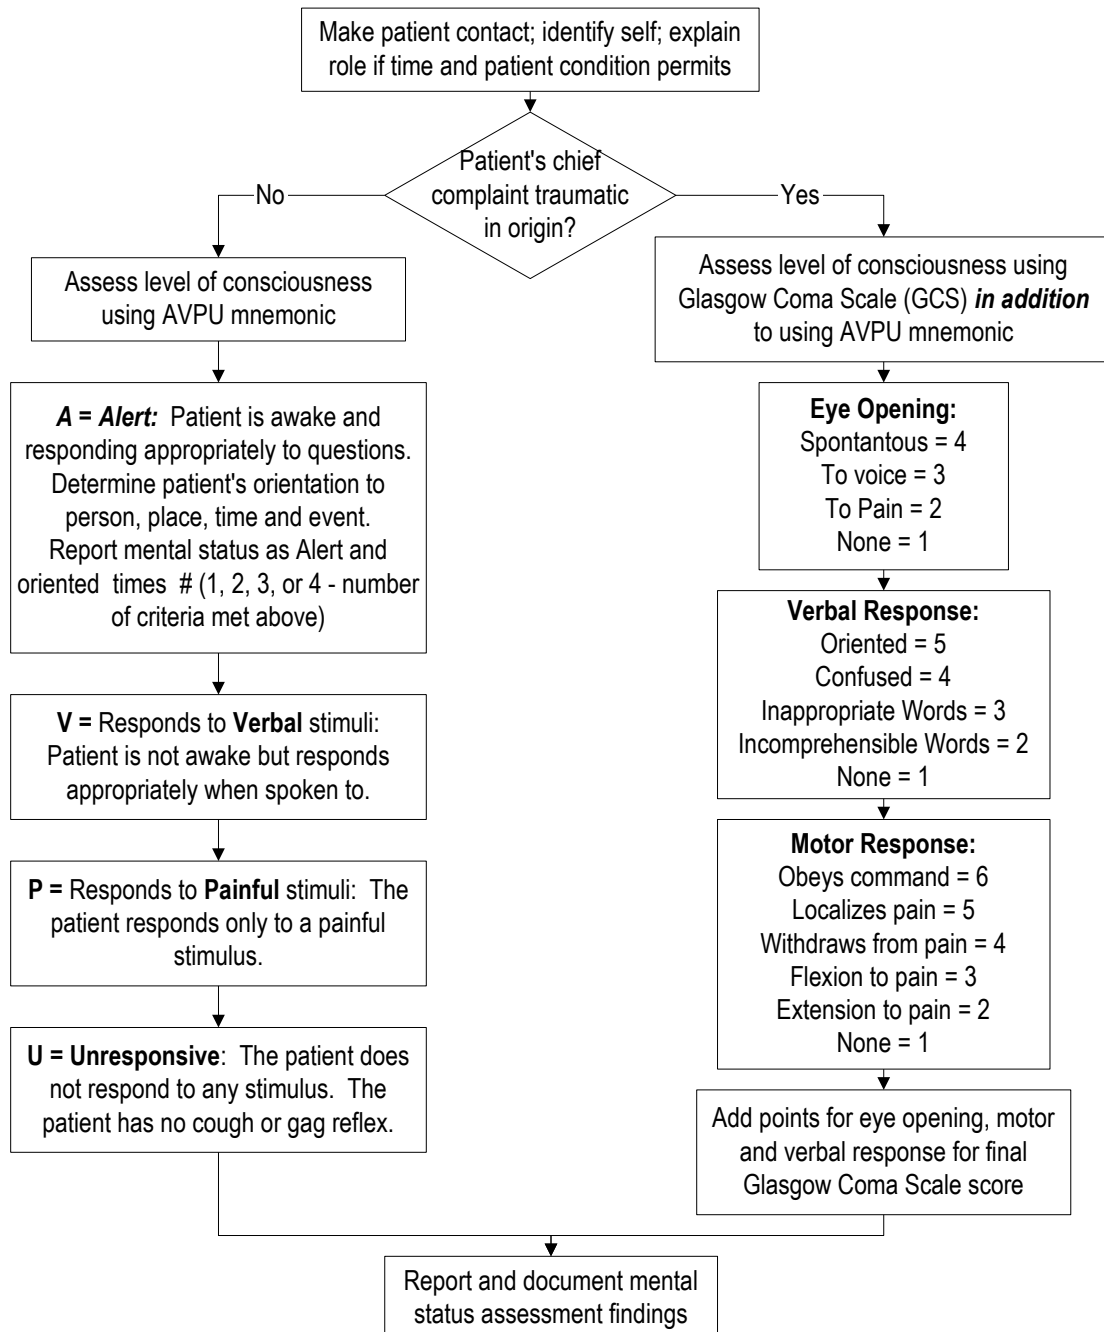 Make patient contact; identify self; explain
role if time and patient condition permits
Patient's chief
complaint traumatic
in origin?
No
Yes
Assess level of consciousness
using AVPU mnemonic
A = Alert: Patient is awake and
responding appropriately to questions.
Determine patient's orientation to
person, place, time and event.
Report mental status as Alert and
oriented times # (1, 2, 3, or 4 - number
of criteria met above)
V = Responds to Verbal stimuli:
Patient is not awake but responds
appropriately when spoken to.
P = Responds to Painful stimuli: The
patient responds only to a painful
stimulus.
U = Unresponsive: The patient does
not respond to any stimulus. The
patient has no cough or gag reflex.
Assess level of consciousness using
Glasgow Coma Scale (GCS) in addition
to using AVPU mnemonic
Eye Opening:
Spontantous = 4
To voice = 3
To Pain = 2
None = 1
Verbal Response:
Oriented = 5
Confused = 4
Inappropriate Words = 3
Incomprehensible Words = 2
None = 1
Motor Response:
Obeys command = 6
Localizes pain = 5
Withdraws from pain = 4
Flexion to pain = 3
Extension to pain = 2
None = 1
Add points for eye opening, motor
and verbal response for final
Glasgow Coma Scale score
Report and document mental
status assessment findings